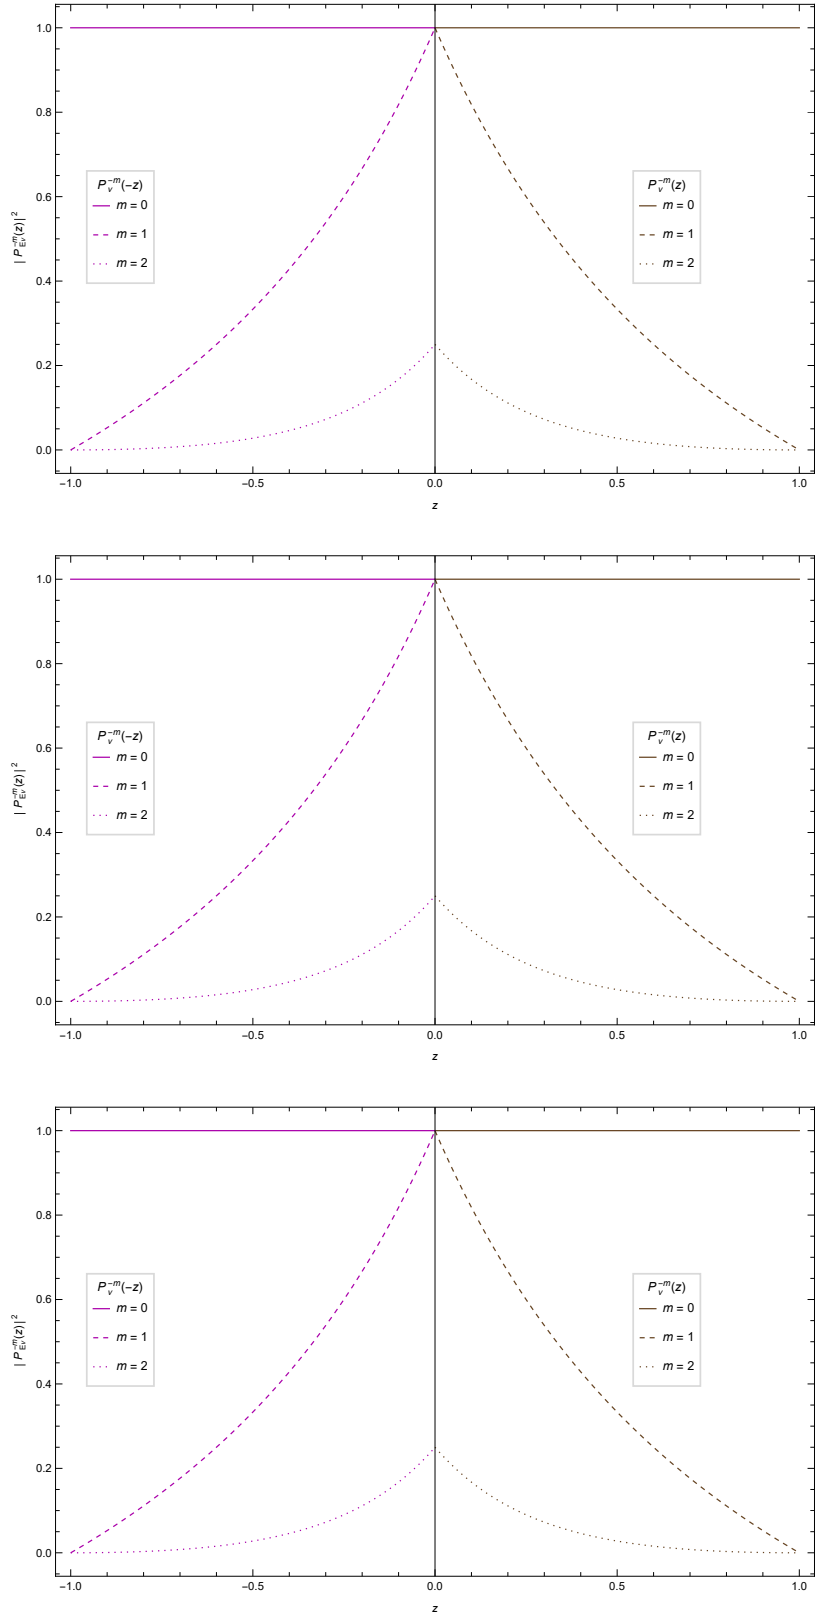 1.0
0.8
0.6
0.4
0.2
0.0
| P_{Eν}^{-m}(z)|^2
P_ν^{-m}(-z)
m = 0
m = 1
m = 2
P_ν^{-m}(z)
m = 0
m = 1
m = 2
−1.0 −0.5 0.0 0.5 1.0
z
1.0
0.8
0.6
0.4
0.2
0.0
| P_{Eν}^{-m}(z)|^2
P_ν^{-m}(-z)
m = 0
m = 1
m = 2
P_ν^{-m}(z)
m = 0
m = 1
m = 2
−1.0 −0.5 0.0 0.5 1.0
z
1.0
0.8
0.6
0.4
0.2
0.0
| P_{Eν}^{-m}(z)|^2
P_ν^{-m}(-z)
m = 0
m = 1
m = 2
P_ν^{-m}(z)
m = 0
m = 1
m = 2
−1.0 −0.5 0.0 0.5 1.0
z